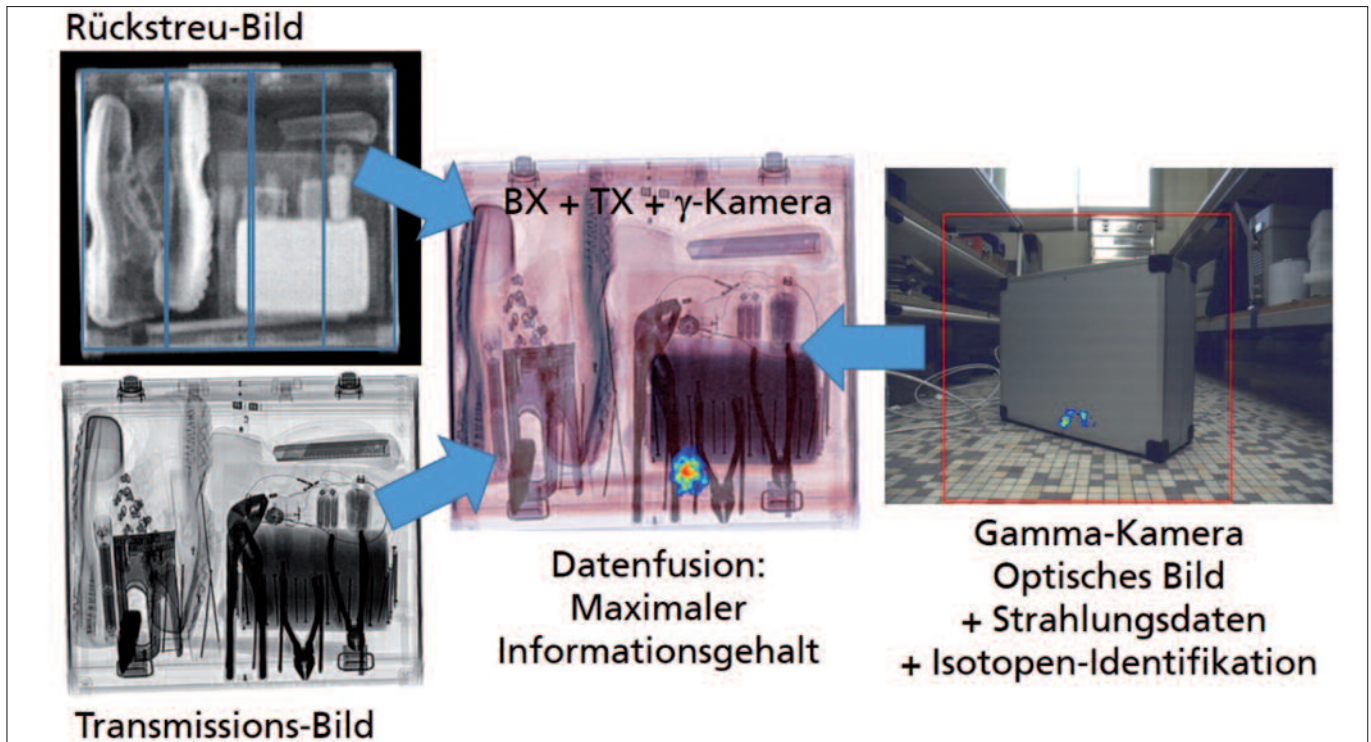 Rückstreu-Bild
BX + TX + γ-Kamera
Datenfusion:
Maximaler
Informationsgehalt
Gamma-Kamera
Optisches Bild
+ Strahlungsdaten
+ Isotopen-Identifikation
Transmissions-Bild